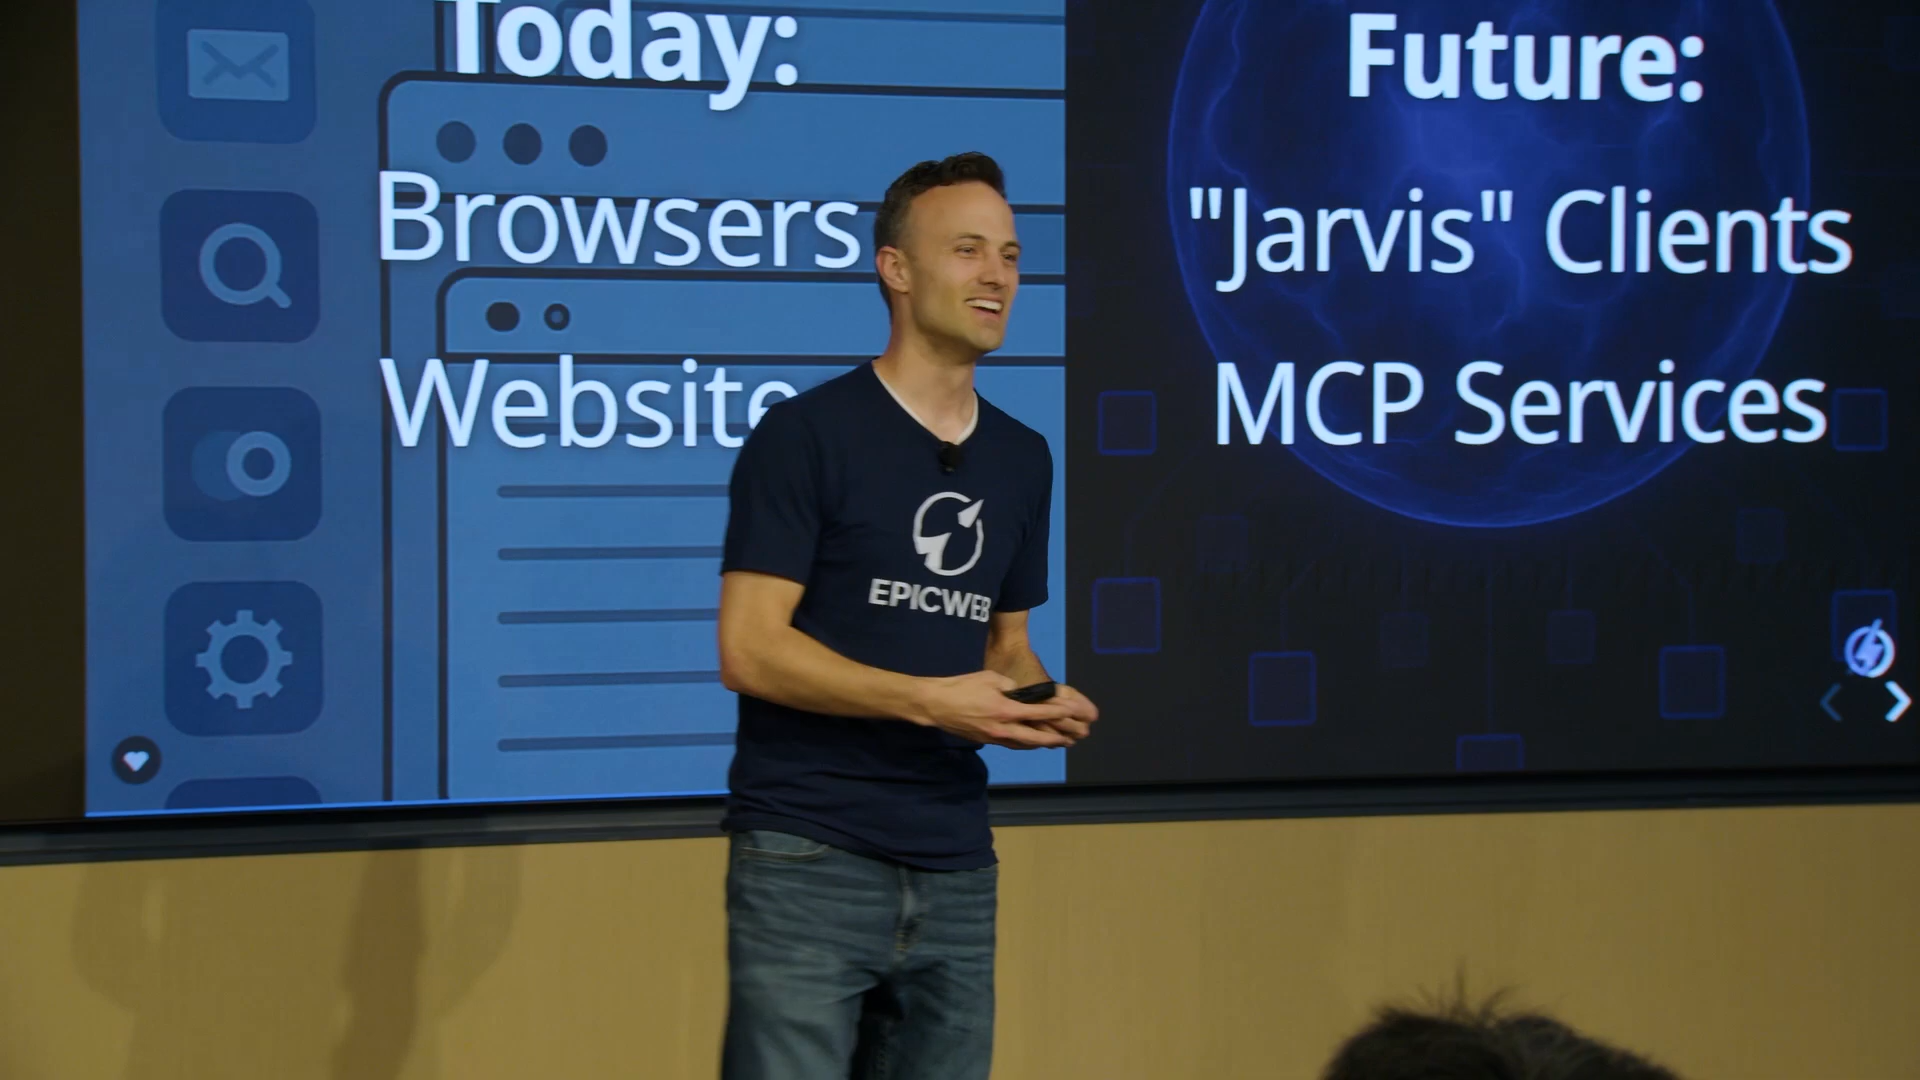 Today:
Browsers
Website
Future:
"Jarvis" Clients
MCP Services
EPICWEB